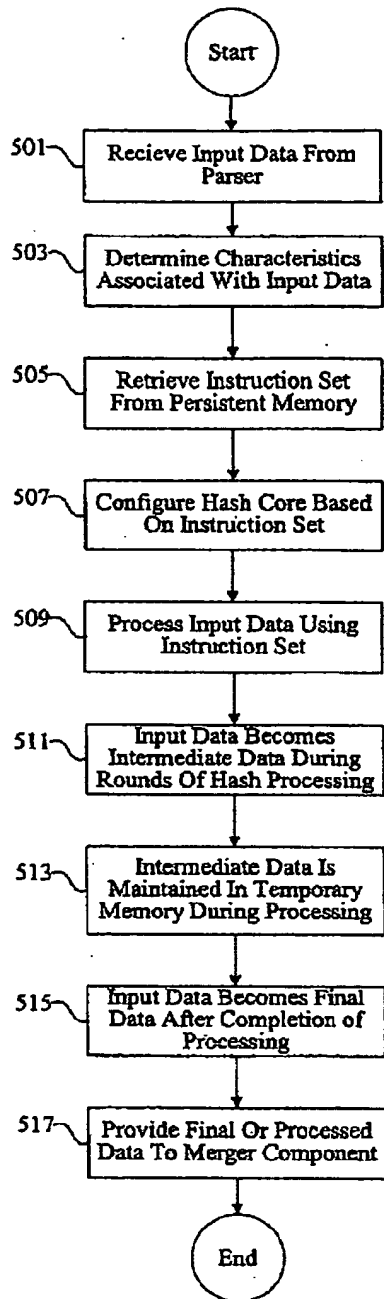 Start
501
Recieve Input Data From
Parser
503
Determine Characteristics
Associated With Input Data
505
Retrieve Instruction Set
From Persistent Memory
507
Configure Hash Core Based
On Instruction Set
509
Process Input Data Using
Instruction Set
511
Input Data Becomes
Intermediate Data During
Rounds Of Hash Processing
513
Intermediate Data Is
Maintained In Temporary
Memory During Processing
515
Input Data Becomes Final
Data After Completion of
Processing
517
Provide Final Or Processed
Data To Merger Component
End